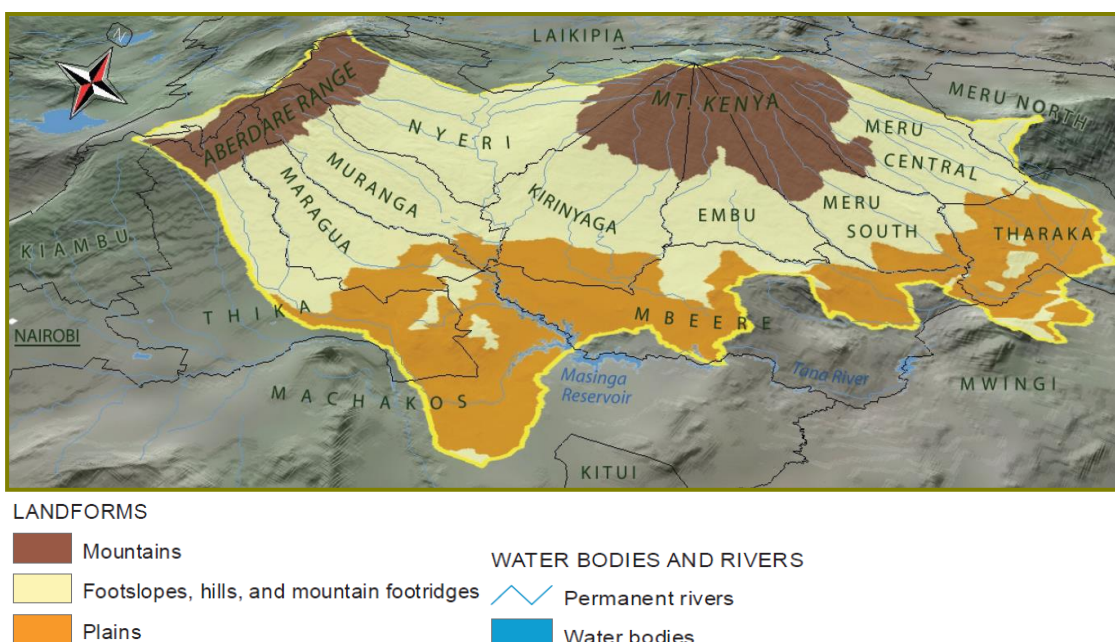 N
LAIKIPIA
MERU NORTH
ABERDARE RANGE
MT. KENYA
NYERI
MERU
CENTRAL
MURANGA
MARAGUA
KIRINYAGA
EMBU
MERU
SOUTH
THARAKA
KIAMBU
THIKA
MBEERE
NAIROBI
Masinga
Reservoir
Tana River
MWINGI
MACHAKOS
KITUI
LANDFORMS
Mountains
Footslopes, hills, and mountain footridges
Plains
WATER BODIES AND RIVERS
Permanent rivers
Water bodies